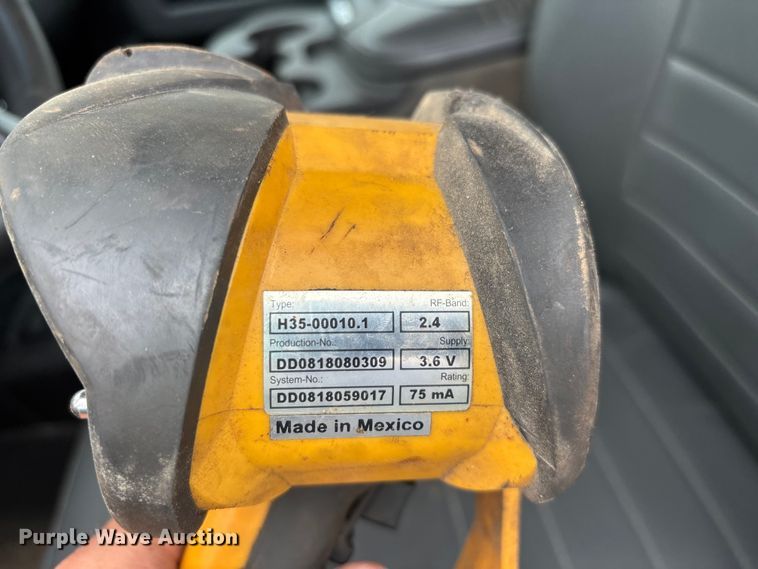 Type: RF-Band:
H35-00010.1 2.4
Production-No.: Supply:
DD0818080309 3.6 V
System-No.: Rating:
DD0818059017 75 mA
Made in Mexico
Purple Wave Auction